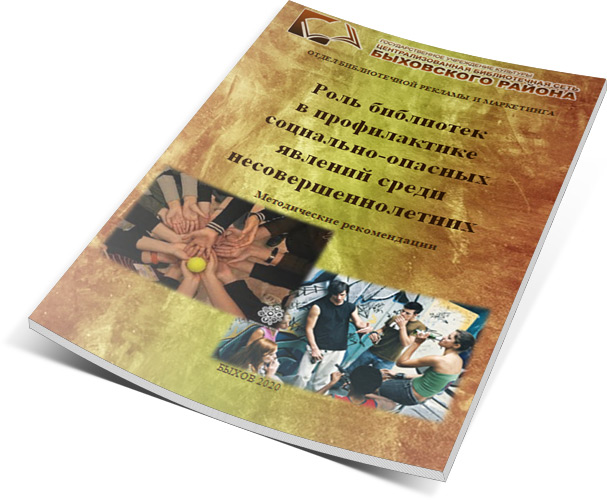 ГОСУДАРСТВЕННОЕ УЧРЕЖДЕНИЕ КУЛЬТУРЫ
ЦЕНТРАЛИЗОВАННАЯ БИБЛИОТЕЧНАЯ СЕТЬ
БЫХОВСКОГО РАЙОНА
ОТДЕЛ БИБЛИОТЕЧНОЙ РЕКЛАМЫ И МАРКЕТИНГА
Роль библиотек
в профилактике
социально-опасных
явлений среди
несовершеннолетних
Методические рекомендации
БЫХОВ 2020